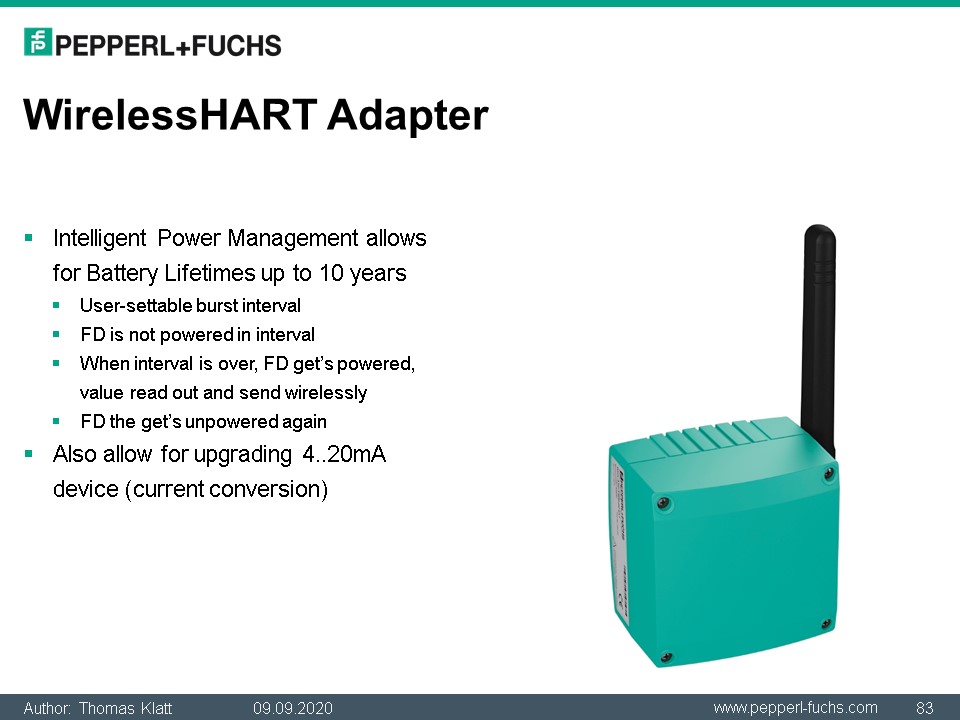 PEPPERL+FUCHS
WirelessHART Adapter
Intelligent Power Management allows
for Battery Lifetimes up to 10 years
User-settable burst interval
FD is not powered in interval
When interval is over, FD get's powered,
value read out and send wirelessly
FD the get's unpowered again
Also allow for upgrading 4..20mA
device (current conversion)
Author: Thomas Klatt 09.09.2020 www.pepperl-fuchs.com 83